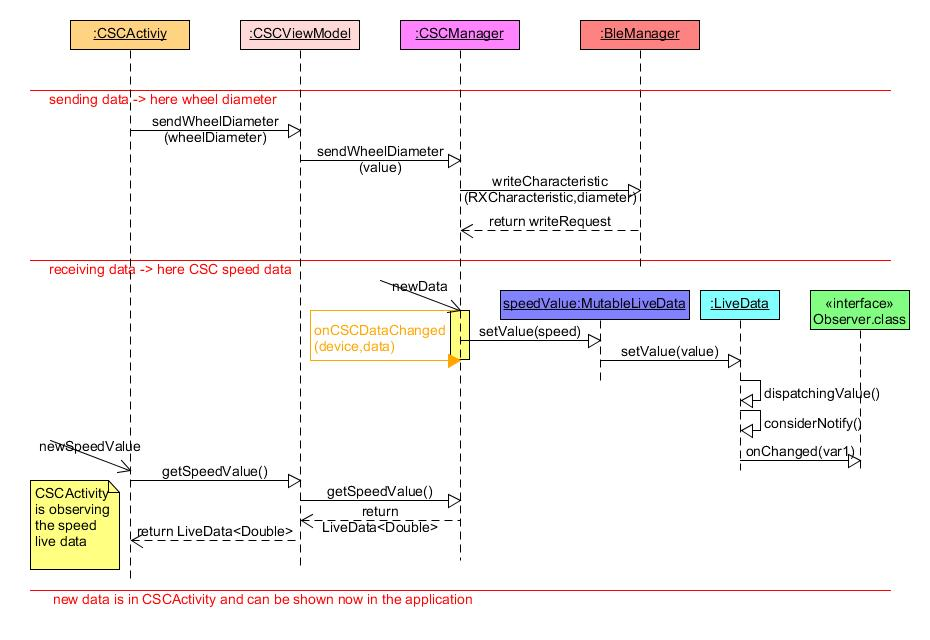 :CSCActiviy
:CSCViewModel
:CSCManager
:BleManager
sending data -> here wheel diameter
sendWheelDiameter
(wheelDiameter)
sendWheelDiameter
(value)
writeCharacteristic
(RXCharacteristic,diameter)
return writeRequest
receiving data -> here CSC speed data
newData
speedValue:MutableLiveData
:LiveData
«interface»
Observer.class
onCSCDataChanged
(device,data)
setValue(speed)
setValue(value)
dispatchingValue()
considerNotify()
onChanged(var1)
newSpeedValue
getSpeedValue()
getSpeedValue()
CSCActivity
is observing
the speed
live data
return
LiveData<Double>
return LiveData<Double>
new data is in CSCActivity and can be shown now in the application